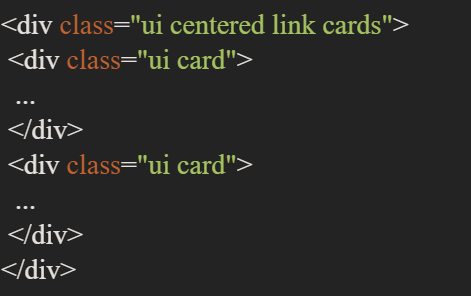 <div class="ui centered link cards">
<div class="ui card">
...
</div>
<div class="ui card">
...
</div>
</div>